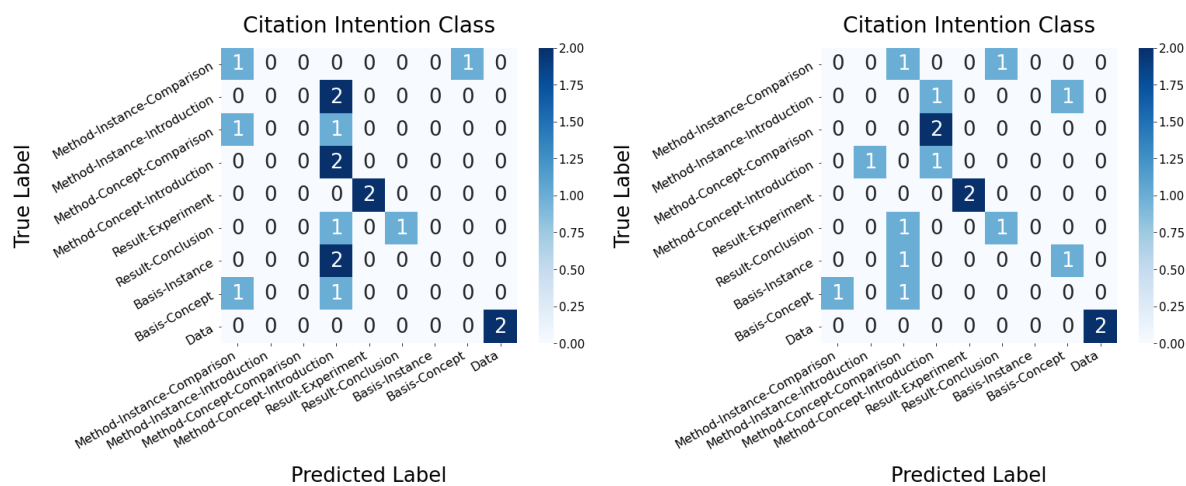 Citation Intention Class
True Label
Method-Instance-Comparison 1 0 0 0 0 0 0 1 0
Method-Instance-Introduction 0 0 0 2 0 0 0 0 0
Method-Concept-Comparison 1 0 0 1 0 0 0 0 0
Method-Concept-Introduction 0 0 0 2 0 0 0 0 0
Result-Experiment 0 0 0 0 2 0 0 0 0
Result-Conclusion 0 0 0 1 0 1 0 0 0
Basis-Instance 0 0 0 2 0 0 0 0 0
Basis-Concept 1 0 0 1 0 0 0 0 0
Data 0 0 0 0 0 0 0 0 2
Method-Instance-Comparison
Method-Instance-Introduction
Method-Concept-Comparison
Method-Concept-Introduction
Result-Experiment
Result-Conclusion
Basis-Instance
Basis-Concept
Data
Predicted Label
2.00
1.75
1.50
1.25
1.00
0.75
0.50
0.25
0.00
Citation Intention Class
True Label
Method-Instance-Comparison 0 0 1 0 0 1 0 0 0
Method-Instance-Introduction 0 0 0 1 0 0 0 1 0
Method-Concept-Comparison 0 0 0 2 0 0 0 0 0
Method-Concept-Introduction 0 1 0 1 0 0 0 0 0
Result-Experiment 0 0 0 0 2 0 0 0 0
Result-Conclusion 0 0 1 0 0 1 0 0 0
Basis-Instance 0 0 1 0 0 0 0 1 0
Basis-Concept 1 0 1 0 0 0 0 0 0
Data 0 0 0 0 0 0 0 0 2
Method-Instance-Comparison
Method-Instance-Introduction
Method-Concept-Comparison
Method-Concept-Introduction
Result-Experiment
Result-Conclusion
Basis-Instance
Basis-Concept
Data
Predicted Label
2.00
1.75
1.50
1.25
1.00
0.75
0.50
0.25
0.00